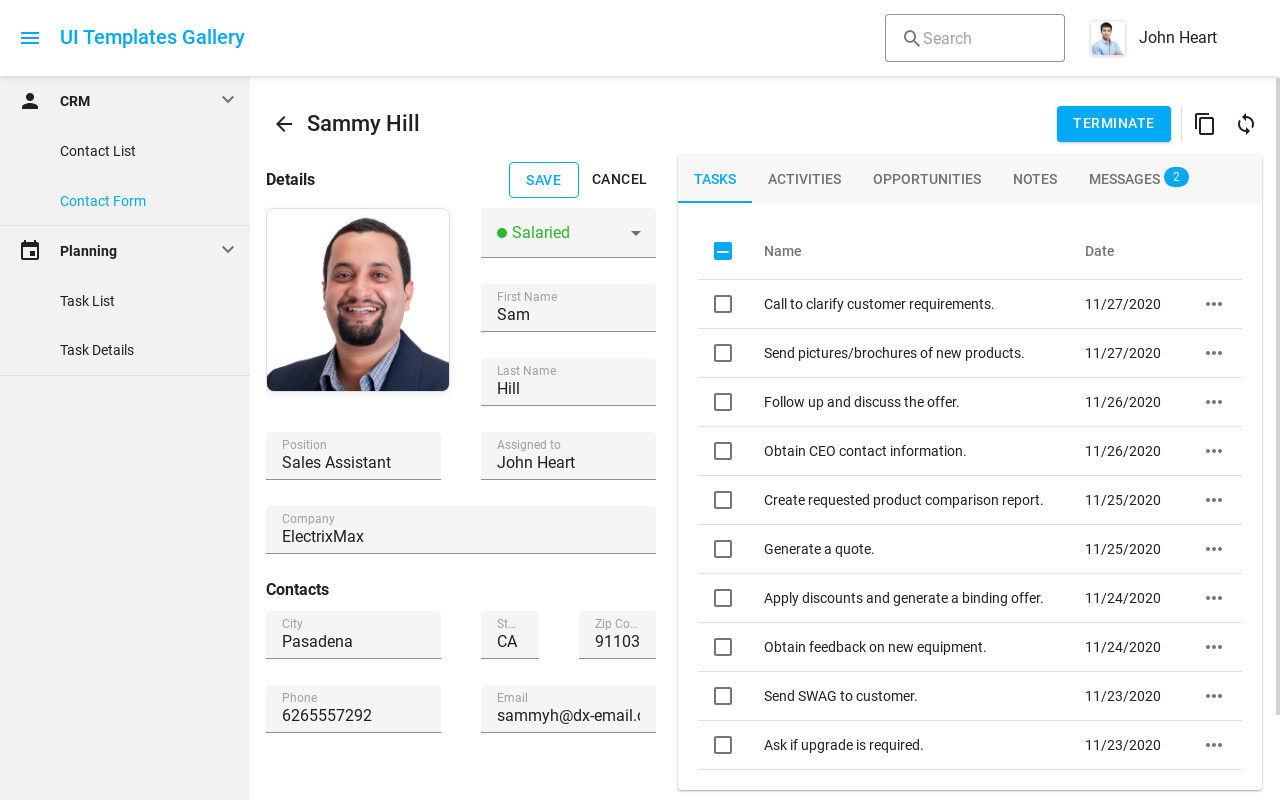 UI Templates Gallery
Search
John Heart
CRM
Contact List
Contact Form
Planning
Task List
Task Details
Sammy Hill
TERMINATE
Details
SAVE
CANCEL
Salaried
First Name
Sam
Last Name
Hill
Position
Sales Assistant
Assigned to
John Heart
Company
ElectrixMax
Contacts
City
Pasadena
St...
CA
Zip Co...
91103
Phone
6265557292
Email
sammyh@dx-email.c
TASKS ACTIVITIES OPPORTUNITIES NOTES MESSAGES 2
Name Date
Call to clarify customer requirements. 11/27/2020
Send pictures/brochures of new products. 11/27/2020
Follow up and discuss the offer. 11/26/2020
Obtain CEO contact information. 11/26/2020
Create requested product comparison report. 11/25/2020
Generate a quote. 11/25/2020
Apply discounts and generate a binding offer. 11/24/2020
Obtain feedback on new equipment. 11/24/2020
Send SWAG to customer. 11/23/2020
Ask if upgrade is required. 11/23/2020